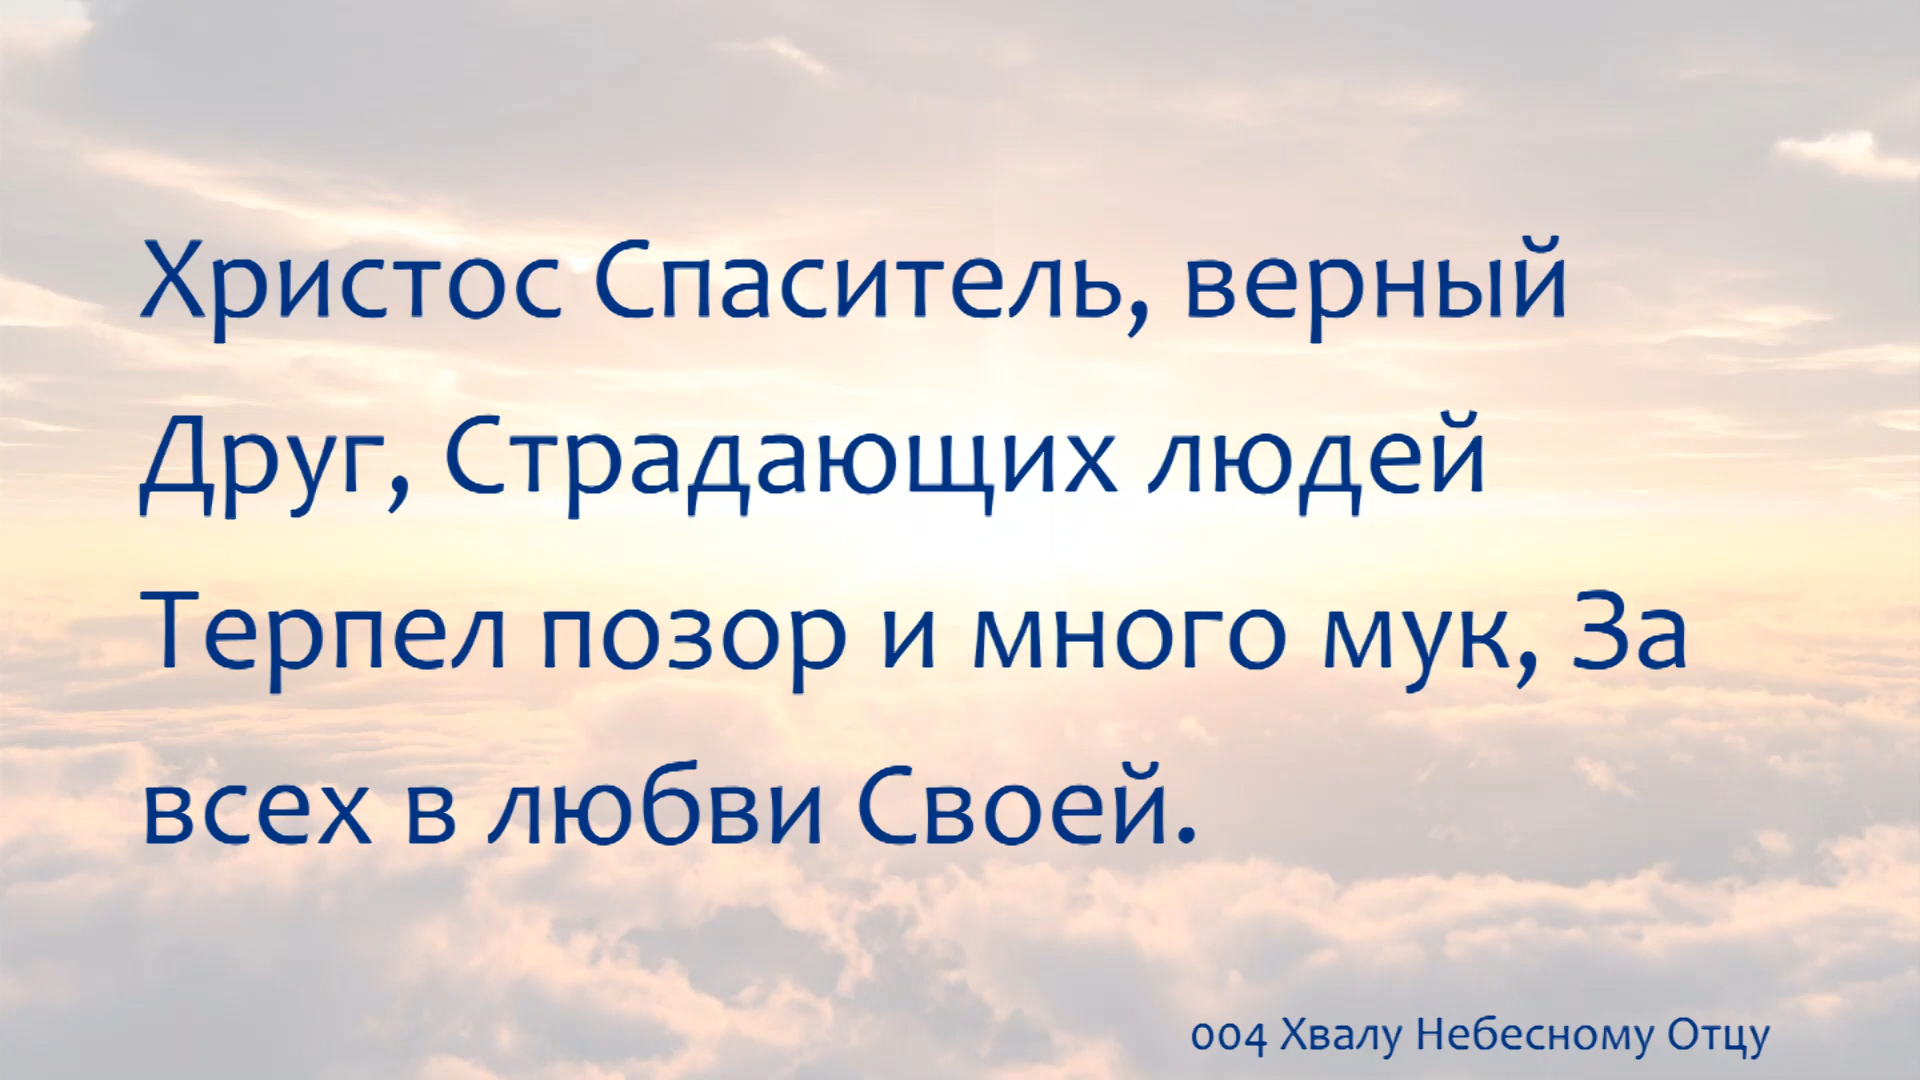 Христос Спаситель, верный
Друг, Страдающих людей
Терпел позор и много мук, За
всех в любви Своей.
004 Хвалу Небесному Отцу